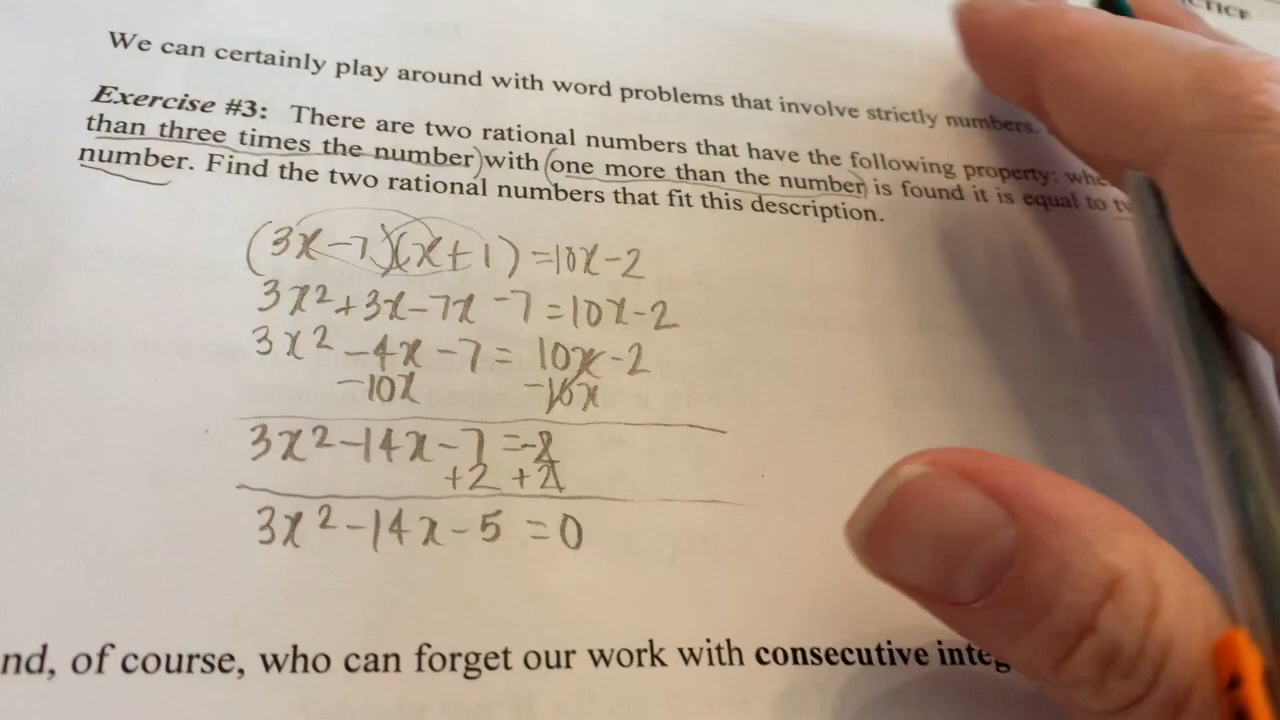 CTICE
We can certainly play around with word problems that involve strictly numbers.
Exercise #3: There are two rational numbers that have the following property: whe
than three times the number with one more than the number is found it is equal to tw
number. Find the two rational numbers that fit this description.
(3x-7)(x+1)=10x-2
3x²+3x-7x-7=10x-2
3x²-4x-7=10x-2
-10x -10x
3x²-14x-7=-2
+2 +2
3x²-14x-5=0
nd, of course, who can forget our work with consecutive integ